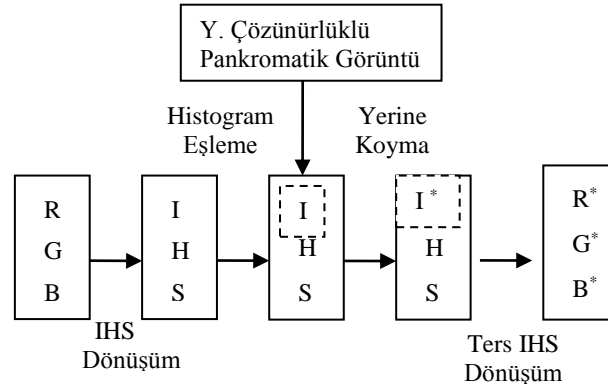 Y. Çözünürlüklü
Pankromatik Görüntü
Histogram
Eşleme
Yerine
Koyma
R
G
B
I
H
S
I
H
S
I*
H
S
R*
G*
B*
IHS
Dönüşüm
Ters IHS
Dönüşüm